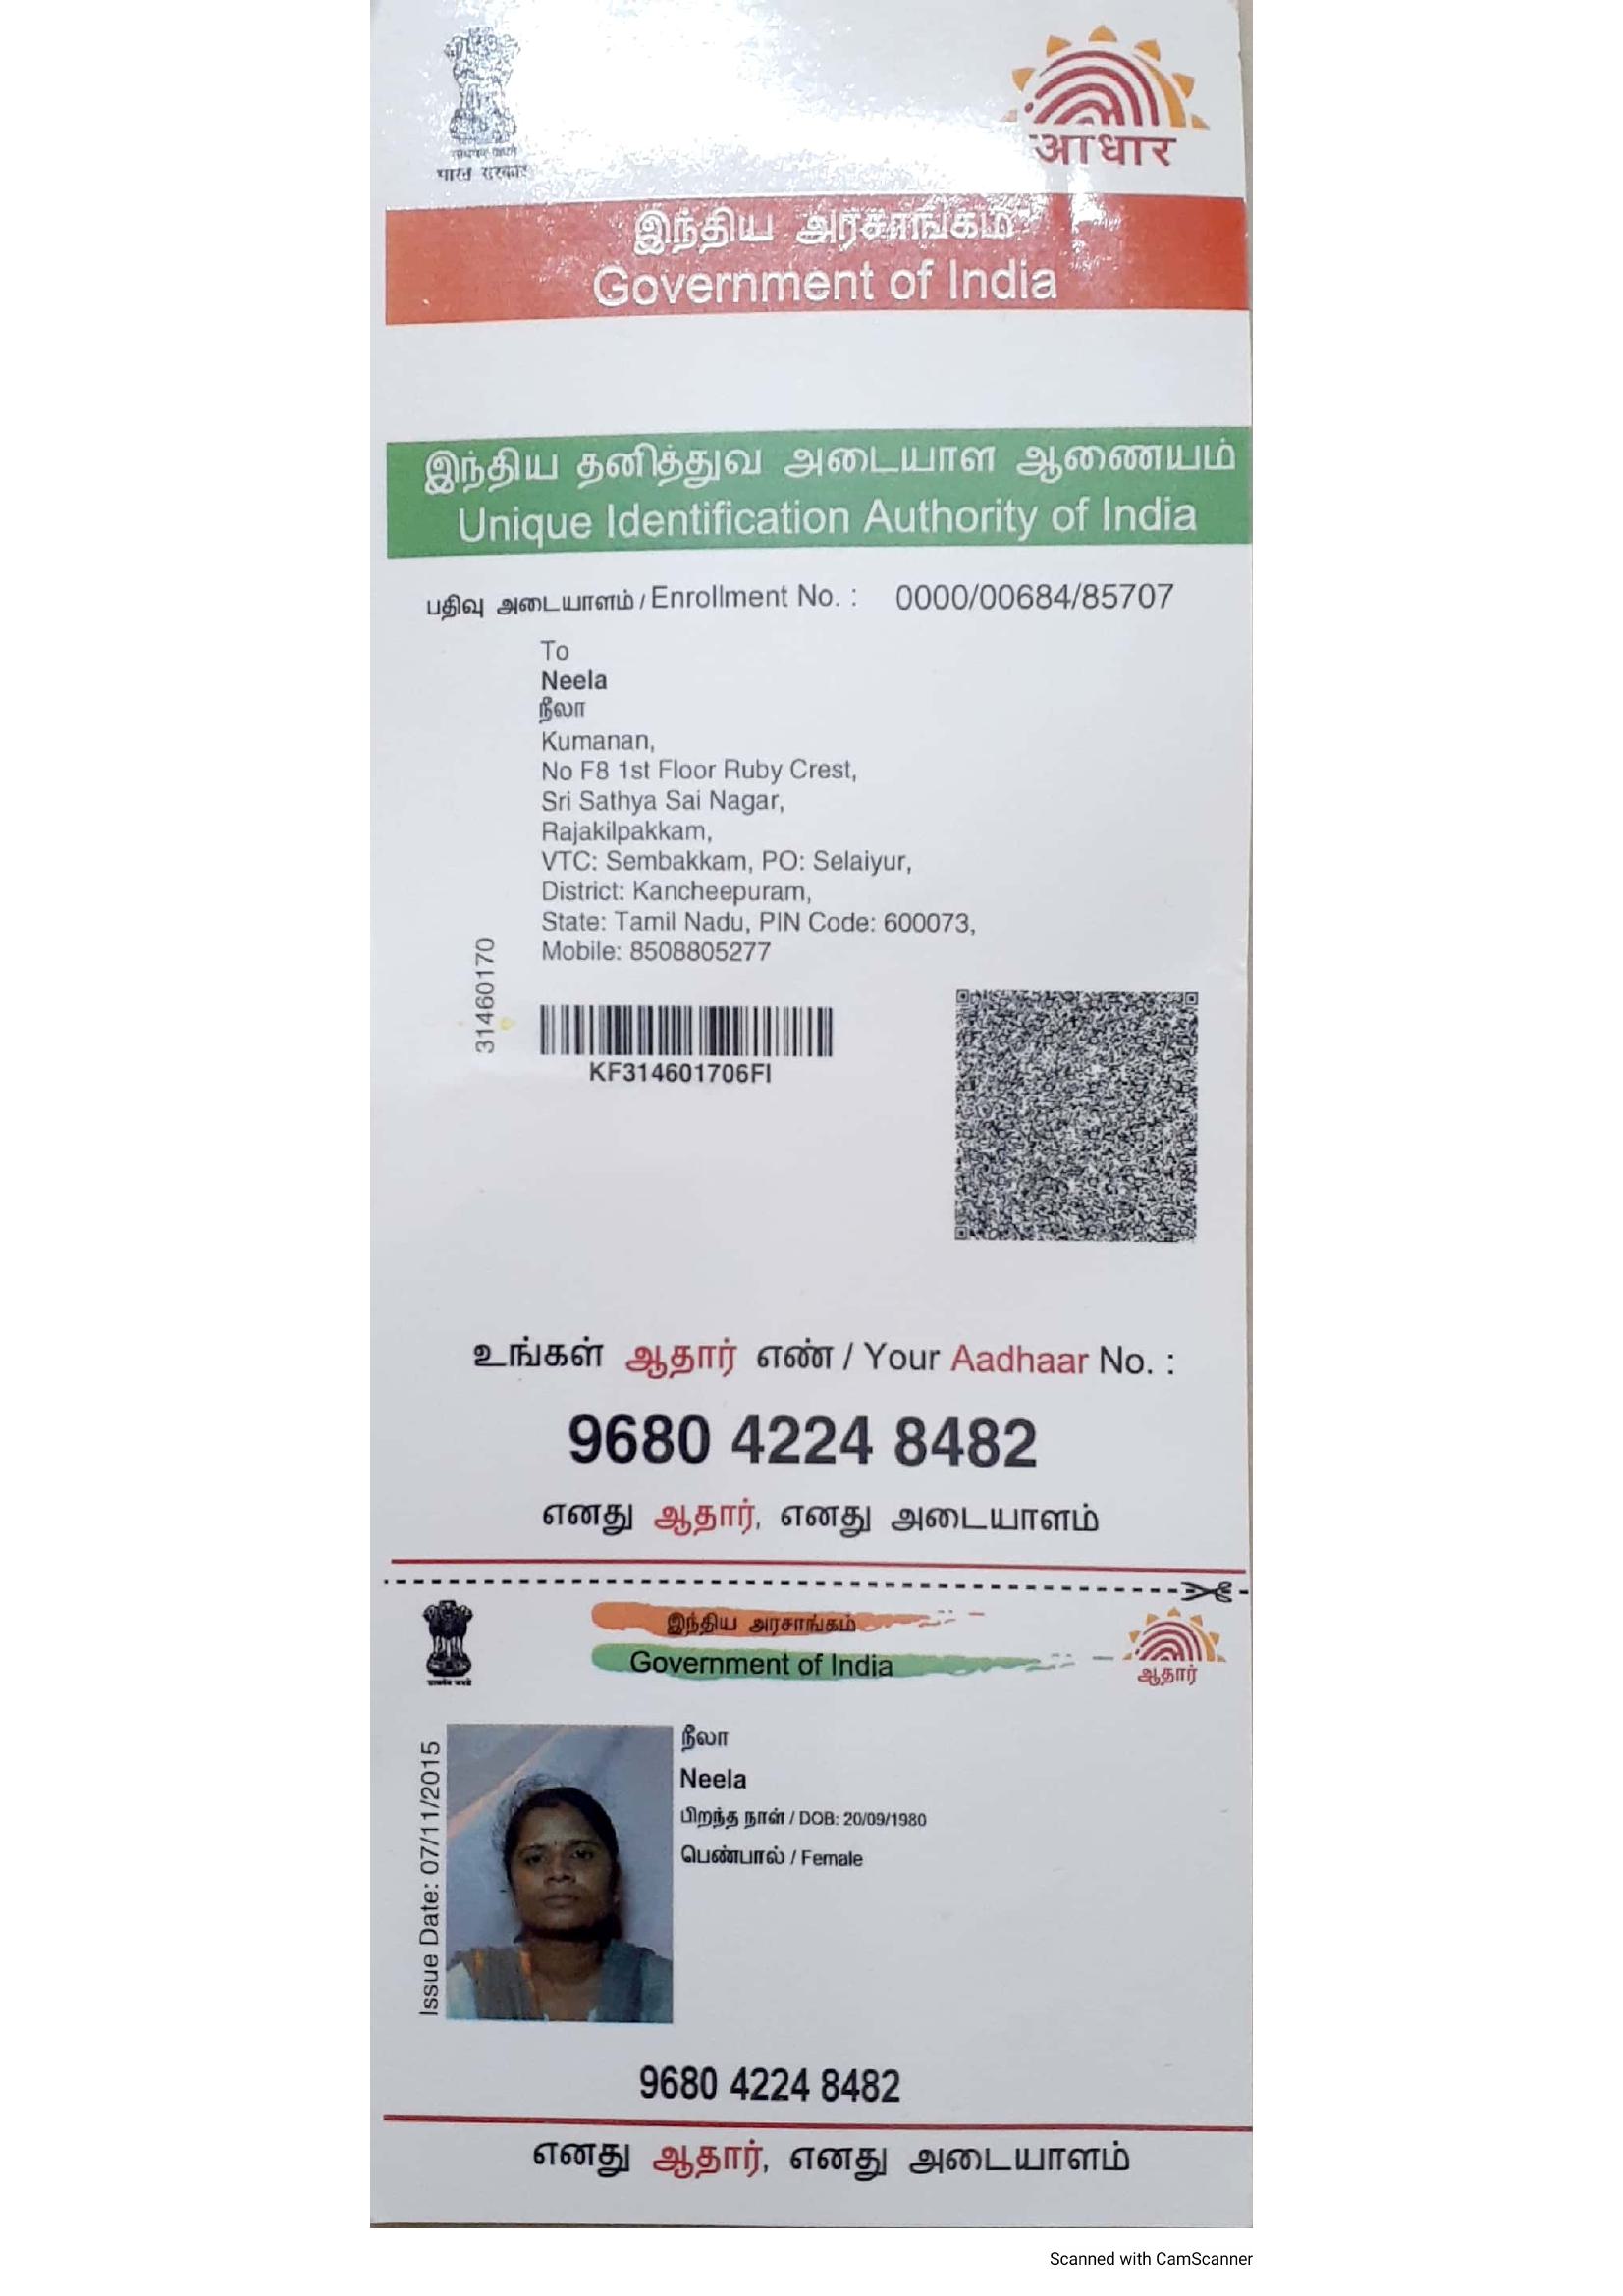 भारत सरकार
आधार
இந்திய அரசாங்கம்
Government of India
இந்திய தனித்துவ அடையாள ஆணையம்
Unique Identification Authority of India
பதிவு அடையாளம் / Enrollment No. : 0000/00684/85707
To
Neela
நீலா
Kumanan,
No F8 1st Floor Ruby Crest,
Sri Sathya Sai Nagar,
Rajakilpakkam,
VTC: Sembakkam, PO: Selaiyur,
District: Kancheepuram,
State: Tamil Nadu, PIN Code: 600073,
Mobile: 8508805277
31460170
KF314601706FI
உங்கள் ஆதார் எண் / Your Aadhaar No. :
9680 4224 8482
எனது ஆதார், எனது அடையாளம்
இந்திய அரசாங்கம்
Government of India
ஆதார்
Issue Date: 07/11/2015
நீலா
Neela
பிறந்த நாள் / DOB: 20/09/1980
பெண்பால் / Female
9680 4224 8482
எனது ஆதார், எனது அடையாளம்
Scanned with CamScanner